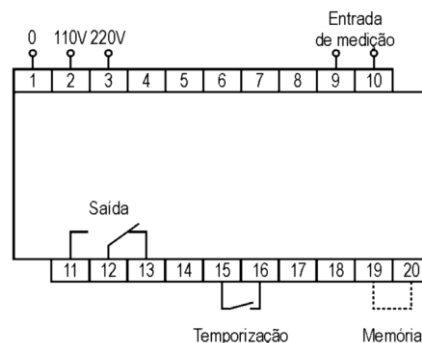 Entrada
0 110V 220V de medição
1 2 3 4 5 6 7 8 9 10
Saída
11 12 13 14 15 16 17 18 19 20
Temporização Memória